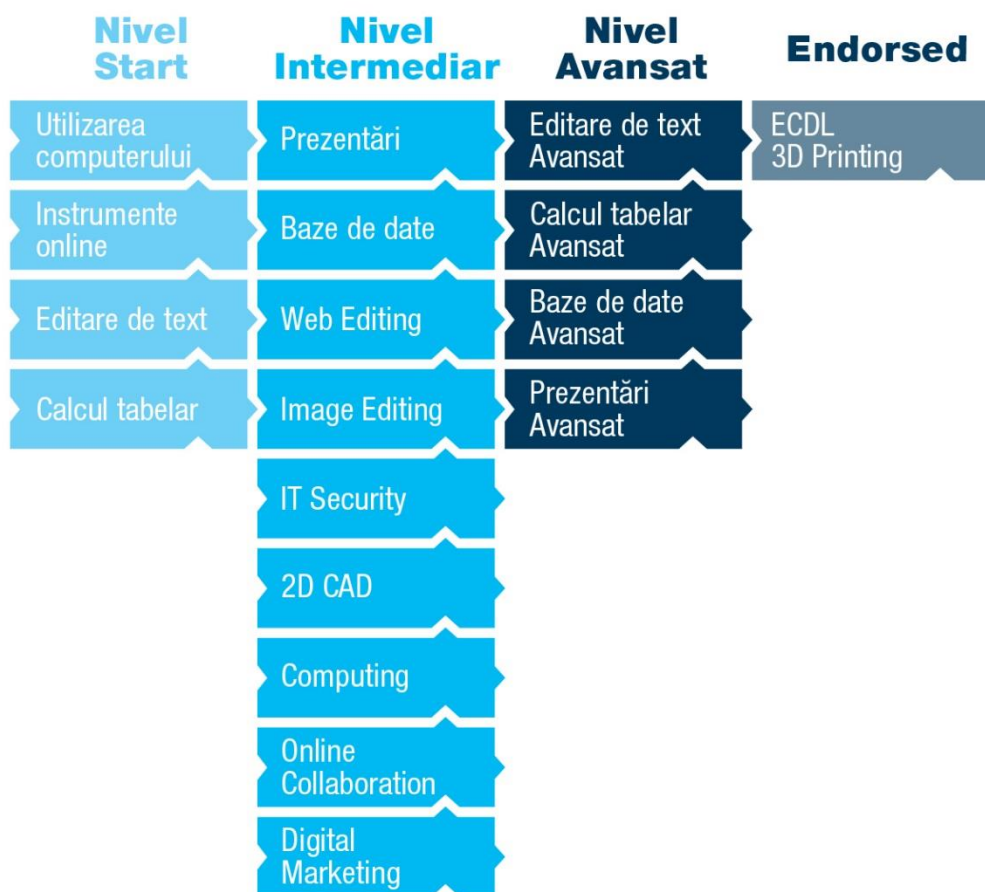 Nivel
Start
Nivel
Intermediar
Nivel
Avansat
Endorsed
Utilizarea
computerului
Instrumente
online
Editare de text
Calcul tabelar
Prezentări
Baze de date
Web Editing
Image Editing
IT Security
2D CAD
Computing
Online
Collaboration
Digital
Marketing
Editare de text
Avansat
Calcul tabelar
Avansat
Baze de date
Avansat
Prezentări
Avansat
ECDL
3D Printing